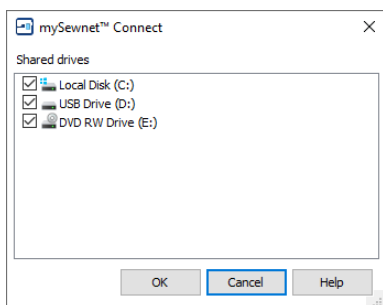 mySewnet™ Connect
Shared drives
Local Disk (C:)
USB Drive (D:)
DVD RW Drive (E:)
OK Cancel Help